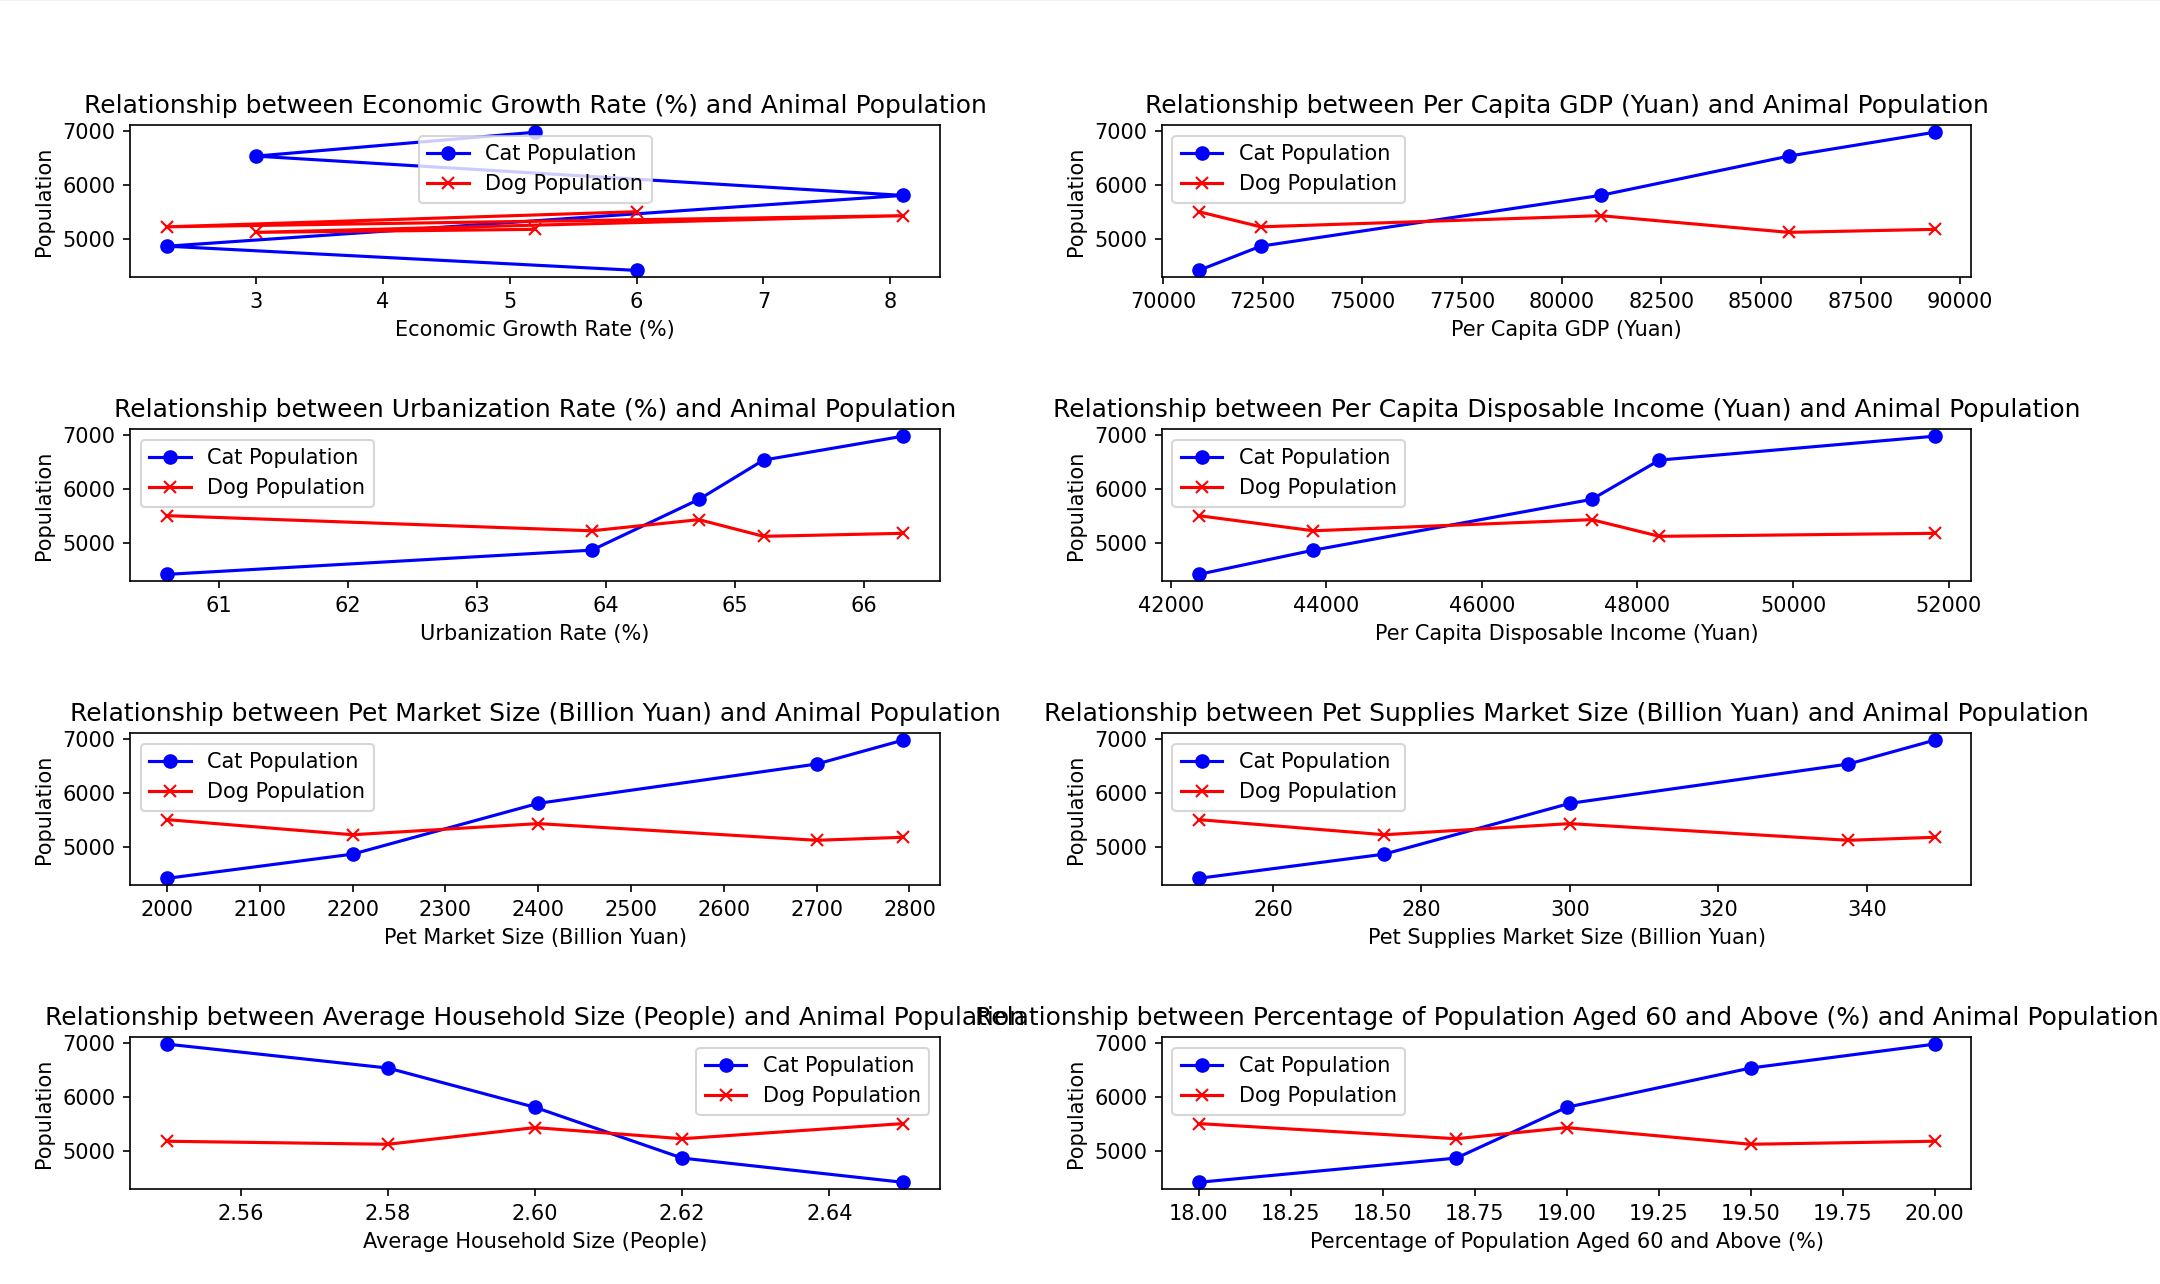 Relationship between Economic Growth Rate (%) and Animal Population
7000
6000
5000
Population
Cat Population
Dog Population
3 4 5 6 7 8
Economic Growth Rate (%)
Relationship between Per Capita GDP (Yuan) and Animal Population
7000
6000
5000
Population
Cat Population
Dog Population
70000 72500 75000 77500 80000 82500 85000 87500 90000
Per Capita GDP (Yuan)
Relationship between Urbanization Rate (%) and Animal Population
7000
6000
5000
Population
Cat Population
Dog Population
61 62 63 64 65 66
Urbanization Rate (%)
Relationship between Per Capita Disposable Income (Yuan) and Animal Population
7000
6000
5000
Population
Cat Population
Dog Population
42000 44000 46000 48000 50000 52000
Per Capita Disposable Income (Yuan)
Relationship between Pet Market Size (Billion Yuan) and Animal Population
7000
6000
5000
Population
Cat Population
Dog Population
2000 2100 2200 2300 2400 2500 2600 2700 2800
Pet Market Size (Billion Yuan)
Relationship between Pet Supplies Market Size (Billion Yuan) and Animal Population
7000
6000
5000
Population
Cat Population
Dog Population
260 280 300 320 340
Pet Supplies Market Size (Billion Yuan)
Relationship between Average Household Size (People) and Animal Population
7000
6000
5000
Population
Cat Population
Dog Population
2.56 2.58 2.60 2.62 2.64
Average Household Size (People)
Relationship between Percentage of Population Aged 60 and Above (%) and Animal Population
7000
6000
5000
Population
Cat Population
Dog Population
18.00 18.25 18.50 18.75 19.00 19.25 19.50 19.75 20.00
Percentage of Population Aged 60 and Above (%)